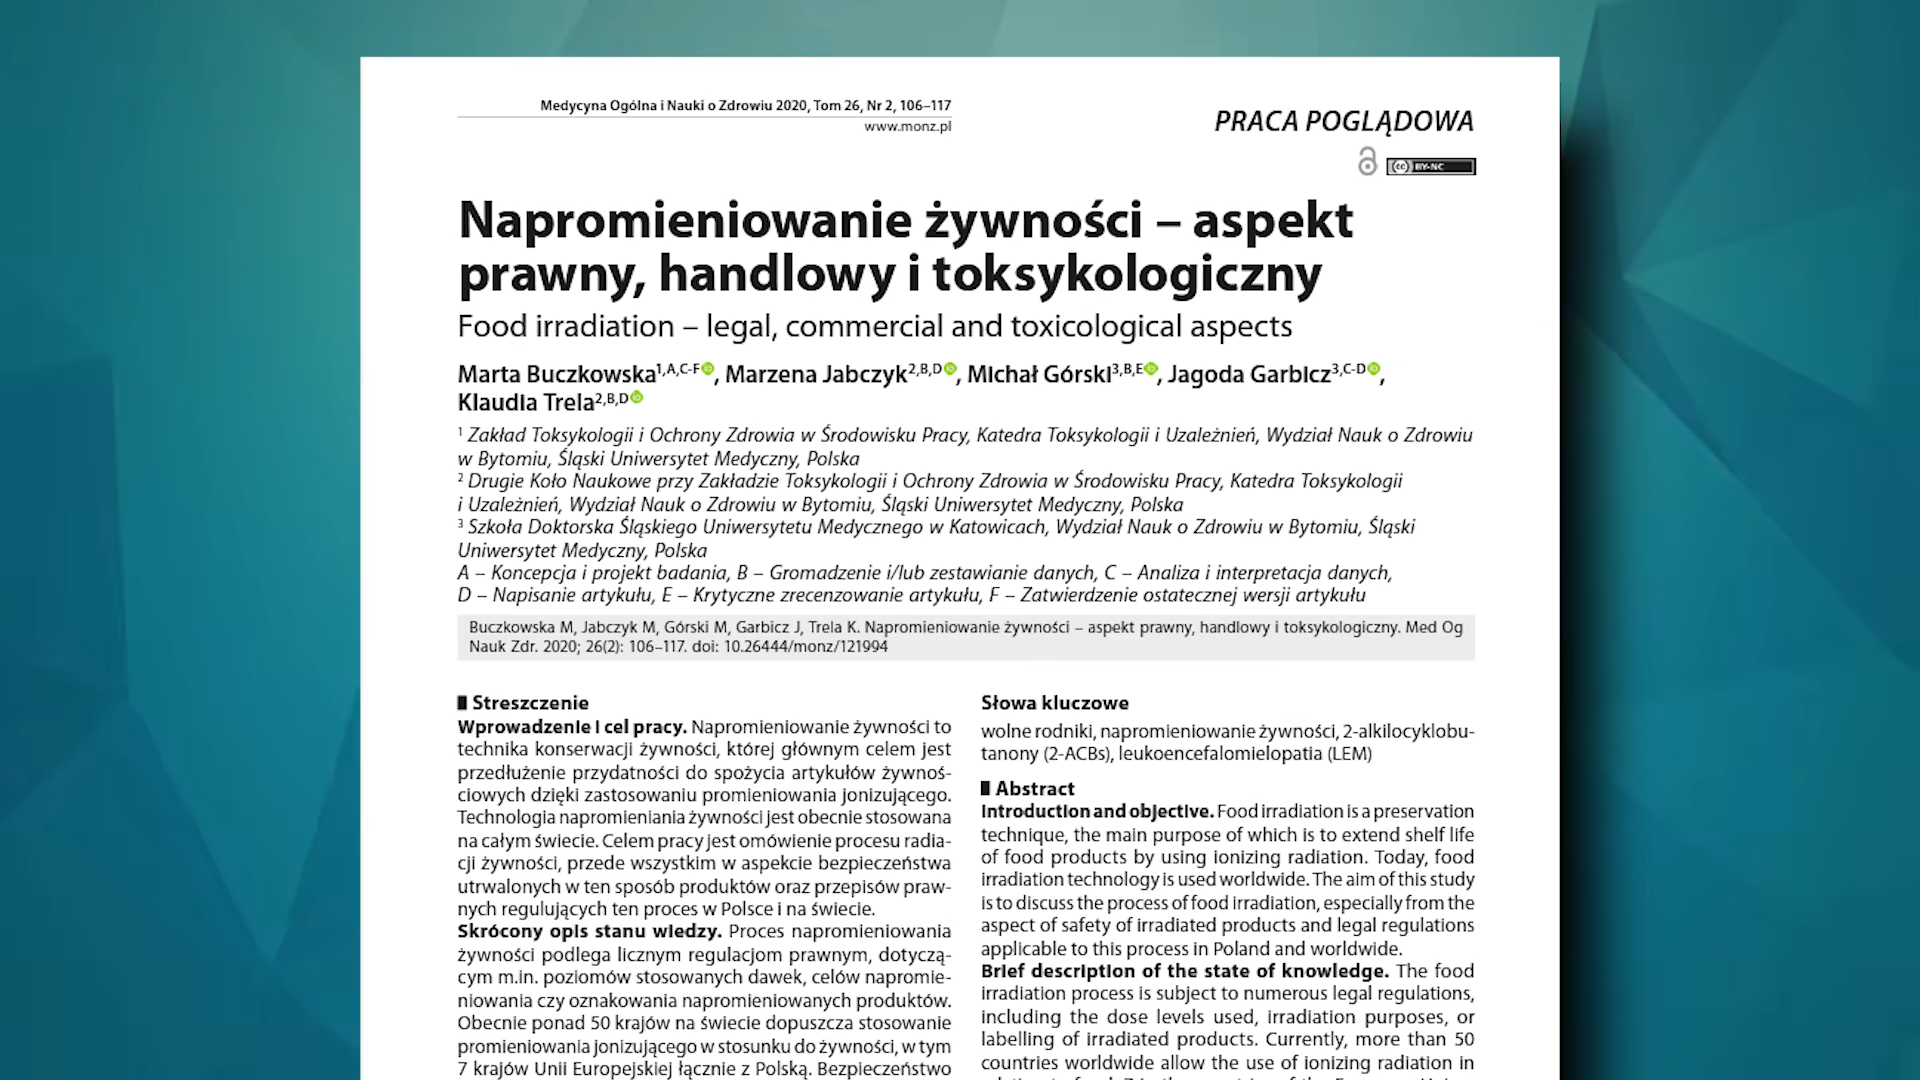 Medycyna Ogólna i Nauki o Zdrowiu 2020, Tom 26, Nr 2, 106–117
www.monz.pl
PRACA POGLĄDOWA
(cc) BY-NC
Napromieniowanie żywności – aspekt
prawny, handlowy i toksykologiczny
Food irradiation – legal, commercial and toxicological aspects
Marta Buczkowska1,A,C-F iD, Marzena Jabczyk2,B,D iD, Michał Górski3,B,E iD, Jagoda Garbicz3,C-D iD,
Klaudia Trela2,B,D iD
1 Zakład Toksykologii i Ochrony Zdrowia w Środowisku Pracy, Katedra Toksykologii i Uzależnień, Wydział Nauk o Zdrowiu
w Bytomiu, Śląski Uniwersytet Medyczny, Polska
2 Drugie Koło Naukowe przy Zakładzie Toksykologii i Ochrony Zdrowia w Środowisku Pracy, Katedra Toksykologii
i Uzależnień, Wydział Nauk o Zdrowiu w Bytomiu, Śląski Uniwersytet Medyczny, Polska
3 Szkoła Doktorska Śląskiego Uniwersytetu Medycznego w Katowicach, Wydział Nauk o Zdrowiu w Bytomiu, Śląski
Uniwersytet Medyczny, Polska
A – Koncepcja i projekt badania, B – Gromadzenie i/lub zestawianie danych, C – Analiza i interpretacja danych,
D – Napisanie artykułu, E – Krytyczne zrecenzowanie artykułu, F – Zatwierdzenie ostatecznej wersji artykułu
Buczkowska M, Jabczyk M, Górski M, Garbicz J, Trela K. Napromieniowanie żywności – aspekt prawny, handlowy i toksykologiczny. Med Og
Nauk Zdr. 2020; 26(2): 106–117. doi: 10.26444/monz/121994
Streszczenie
Wprowadzenie i cel pracy. Napromieniowanie żywności to
technika konserwacji żywności, której głównym celem jest
przedłużenie przydatności do spożycia artykułów żywnoś-
ciowych dzięki zastosowaniu promieniowania jonizującego.
Technologia napromieniania żywności jest obecnie stosowana
na całym świecie. Celem pracy jest omówienie procesu radia-
cji żywności, przede wszystkim w aspekcie bezpieczeństwa
utrwalonych w ten sposób produktów oraz przepisów praw-
nych regulujących ten proces w Polsce i na świecie.
Skrócony opis stanu wiedzy. Proces napromieniowania
żywności podlega licznym regulacjom prawnym, dotyczą-
cym m.in. poziomów stosowanych dawek, celów napromie-
niowania czy oznakowania napromieniowanych produktów.
Obecnie ponad 50 krajów na świecie dopuszcza stosowanie
promieniowania jonizującego w stosunku do żywności, w tym
7 krajów Unii Europejskiej łącznie z Polską. Bezpieczeństwo
Słowa kluczowe
wolne rodniki, napromieniowanie żywności, 2-alkilocyklobu-
tanony (2-ACBs), leukoencefalomielopatia (LEM)
Abstract
Introduction and objective. Food irradiation is a preservation
technique, the main purpose of which is to extend shelf life
of food products by using ionizing radiation. Today, food
irradiation technology is used worldwide. The aim of this study
is to discuss the process of food irradiation, especially from the
aspect of safety of irradiated products and legal regulations
applicable to this process in Poland and worldwide.
Brief description of the state of knowledge. The food
irradiation process is subject to numerous legal regulations,
including the dose levels used, irradiation purposes, or
labelling of irradiated products. Currently, more than 50
countries worldwide allow the use of ionizing radiation in